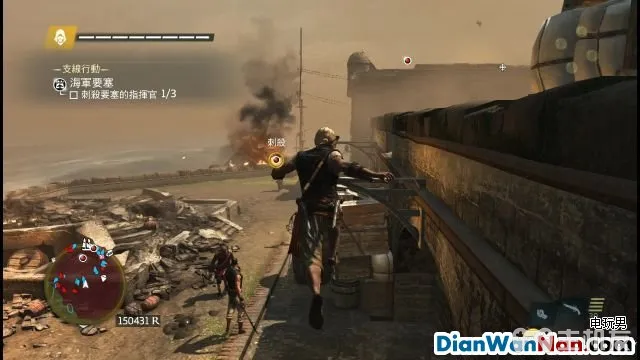 —支線行動—
海軍要塞
刺殺要塞的指揮官 1/3
刺殺
150431 R
电玩男
DianWanNan.com